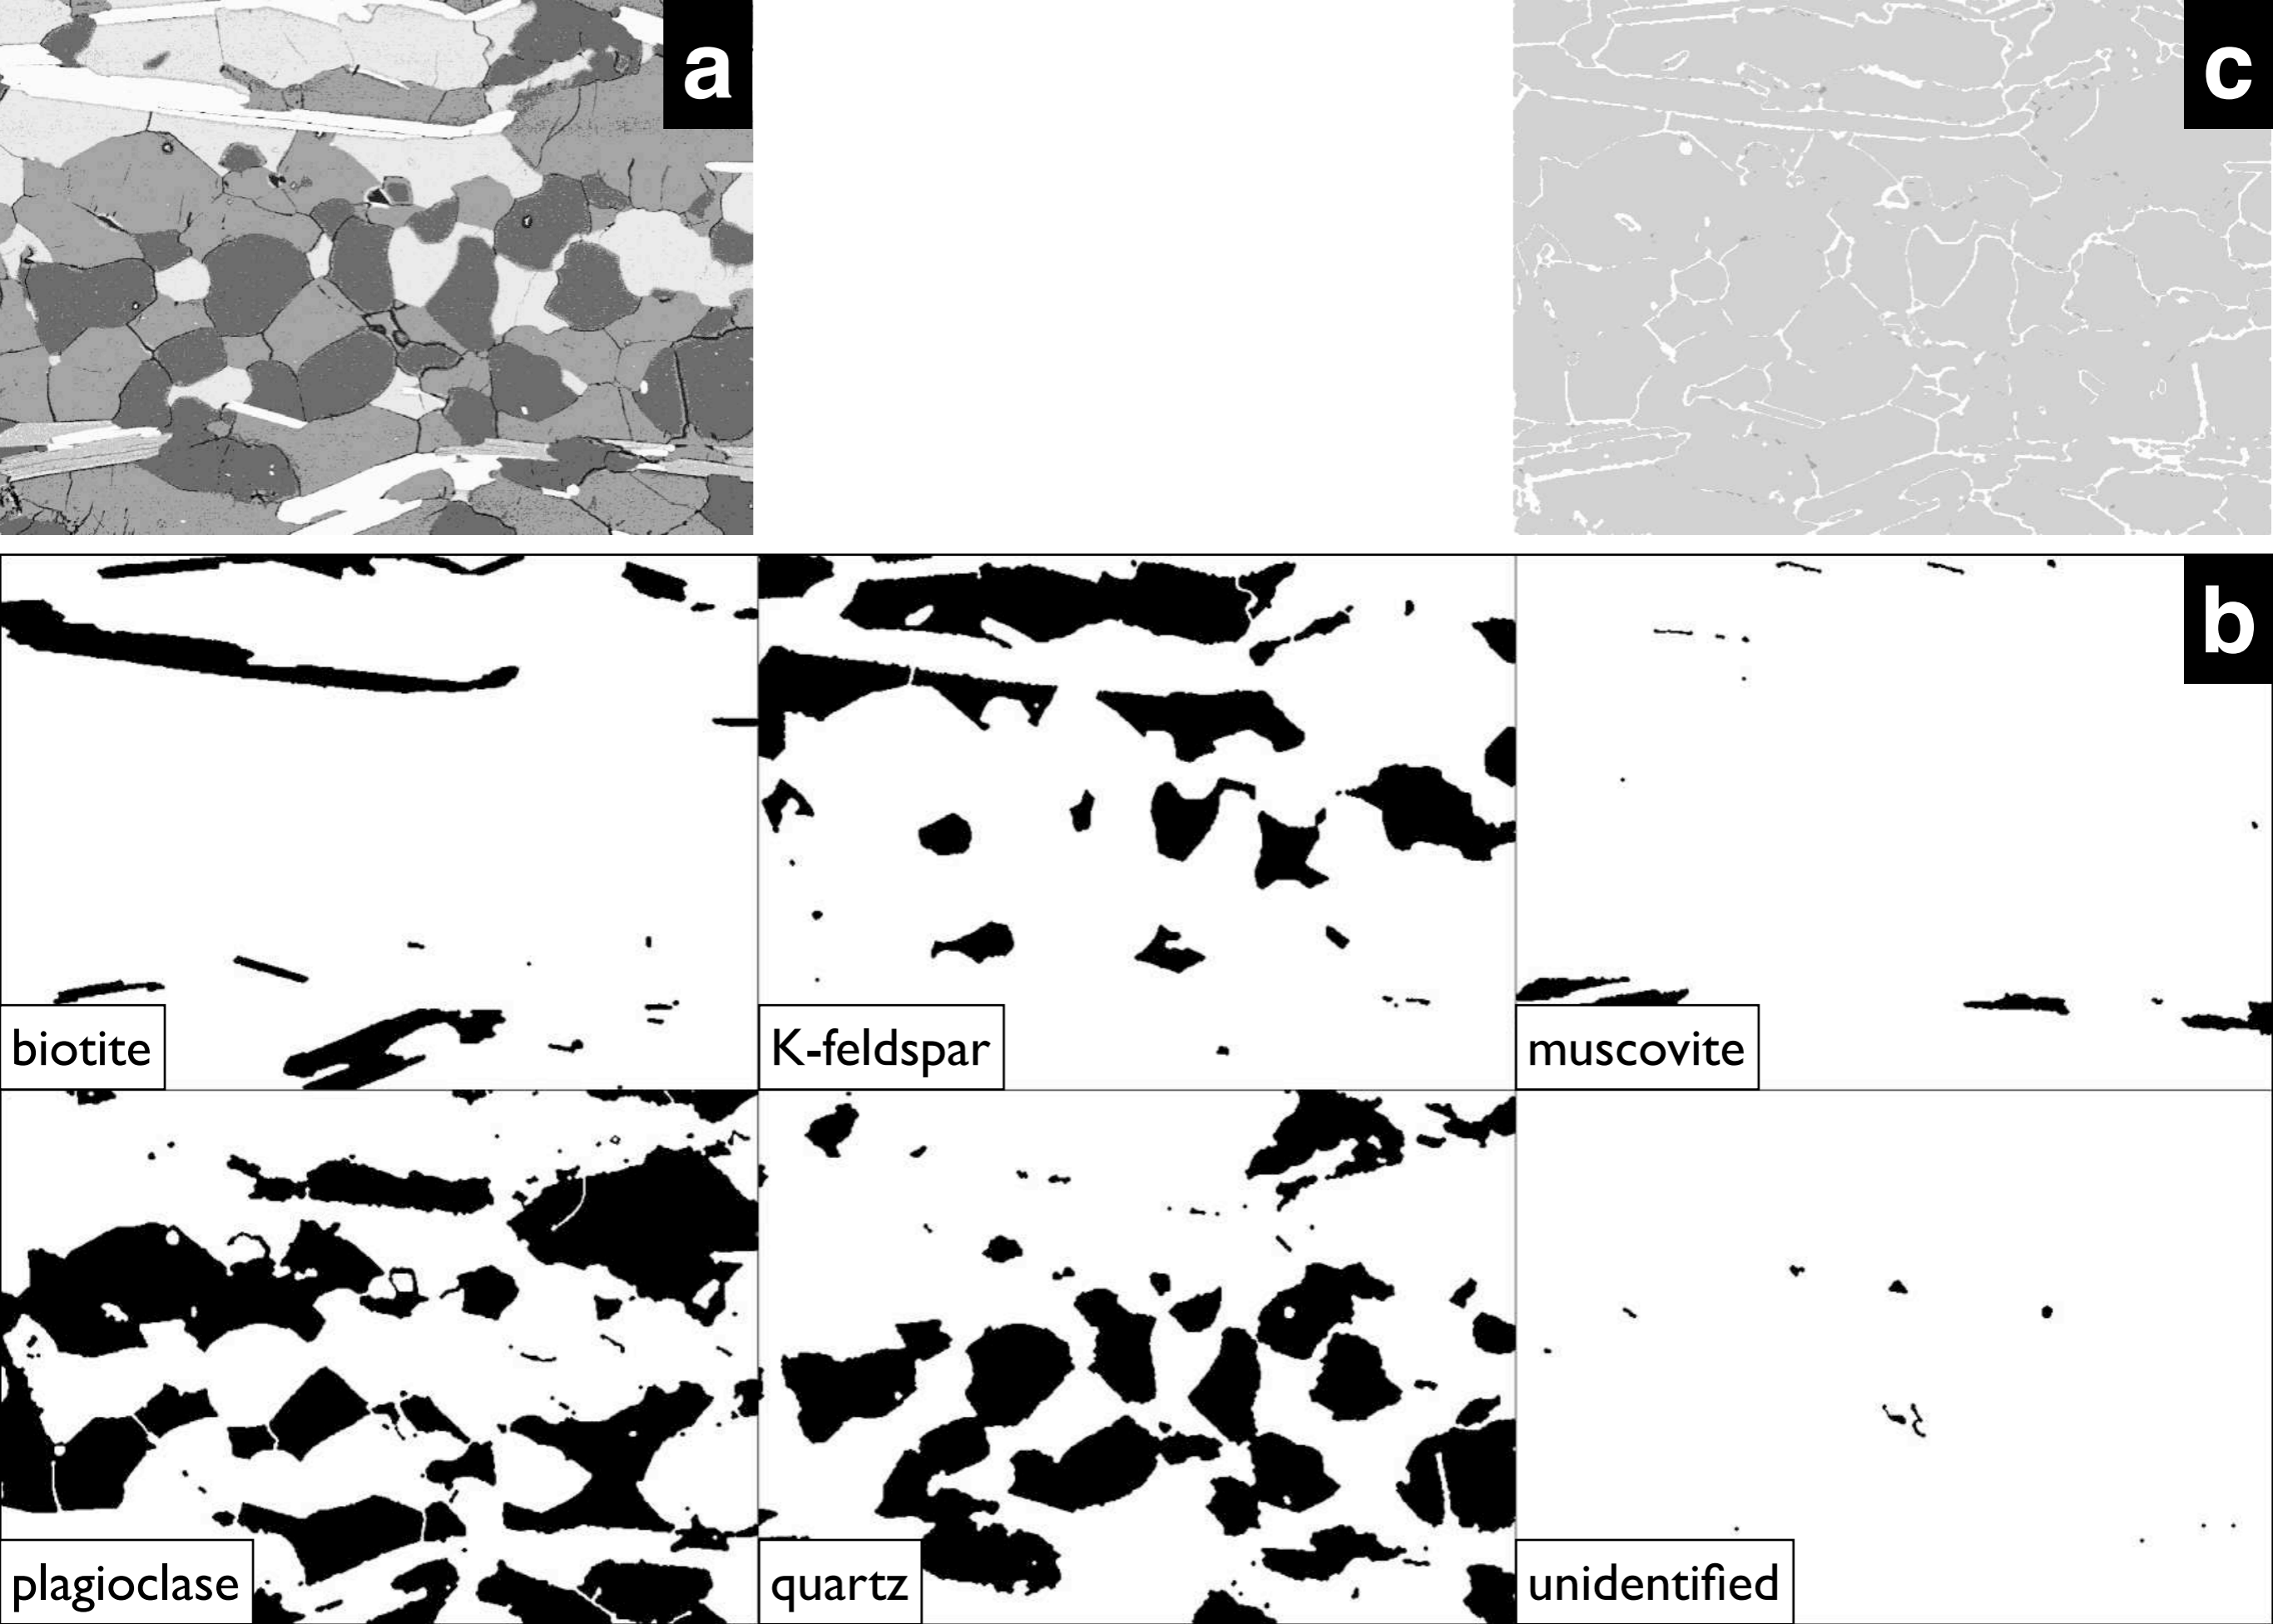 a
c
b
biotite
K-feldspar
muscovite
plagioclase
quartz
unidentified